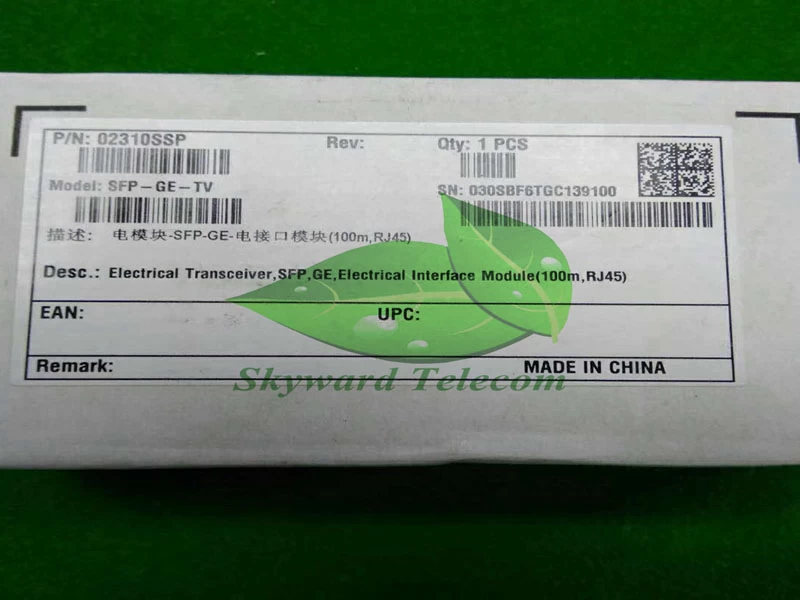 P/N: 02310SSP Rev: Qty: 1 PCS
Model: SFP-GE-TV SN: 030SBF6TGC139100
描述: 电模块-SFP-GE-电接口模块(100m,RJ45)
Desc.: Electrical Transceiver,SFP,GE,Electrical Interface Module(100m,RJ45)
EAN: UPC:
Remark: MADE IN CHINA
Skyward Telecom